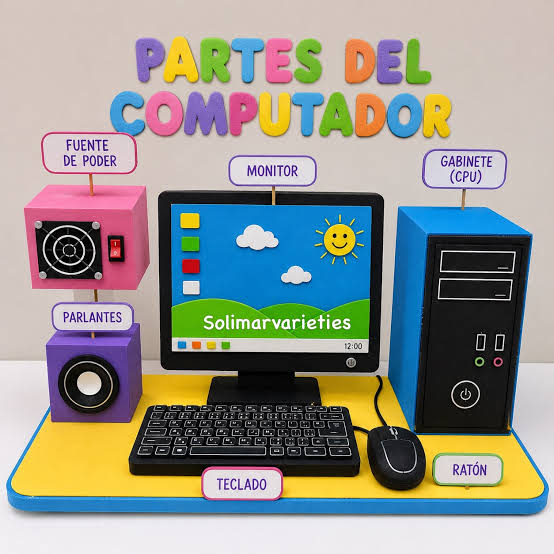 PARTES DEL
COMPUTADOR
FUENTE
DE PODER
MONITOR
GABINETE
(CPU)
PARLANTES
Solimarvarieties
12:00
TECLADO
RATÓN